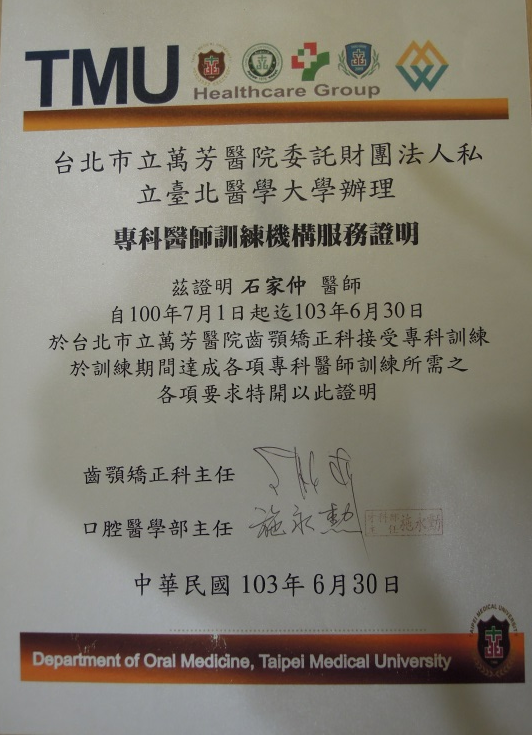 TMU
Healthcare Group
台北市立萬芳醫院委託財團法人私
立臺北醫學大學辦理
專科醫師訓練機構服務證明
茲證明 石家仲 醫師
自100年7月1日起迄103年6月30日
於台北市立萬芳醫院齒顎矯正科接受專科訓練
於訓練期間達成各項專科醫師訓練所需之
各項要求特開以此證明
齒顎矯正科主任
口腔醫學部主任 施永勳 施永勳
中華民國 103年6月30日
TAIPEI MEDICAL UNIVERSITY
Department of Oral Medicine, Taipei Medical University